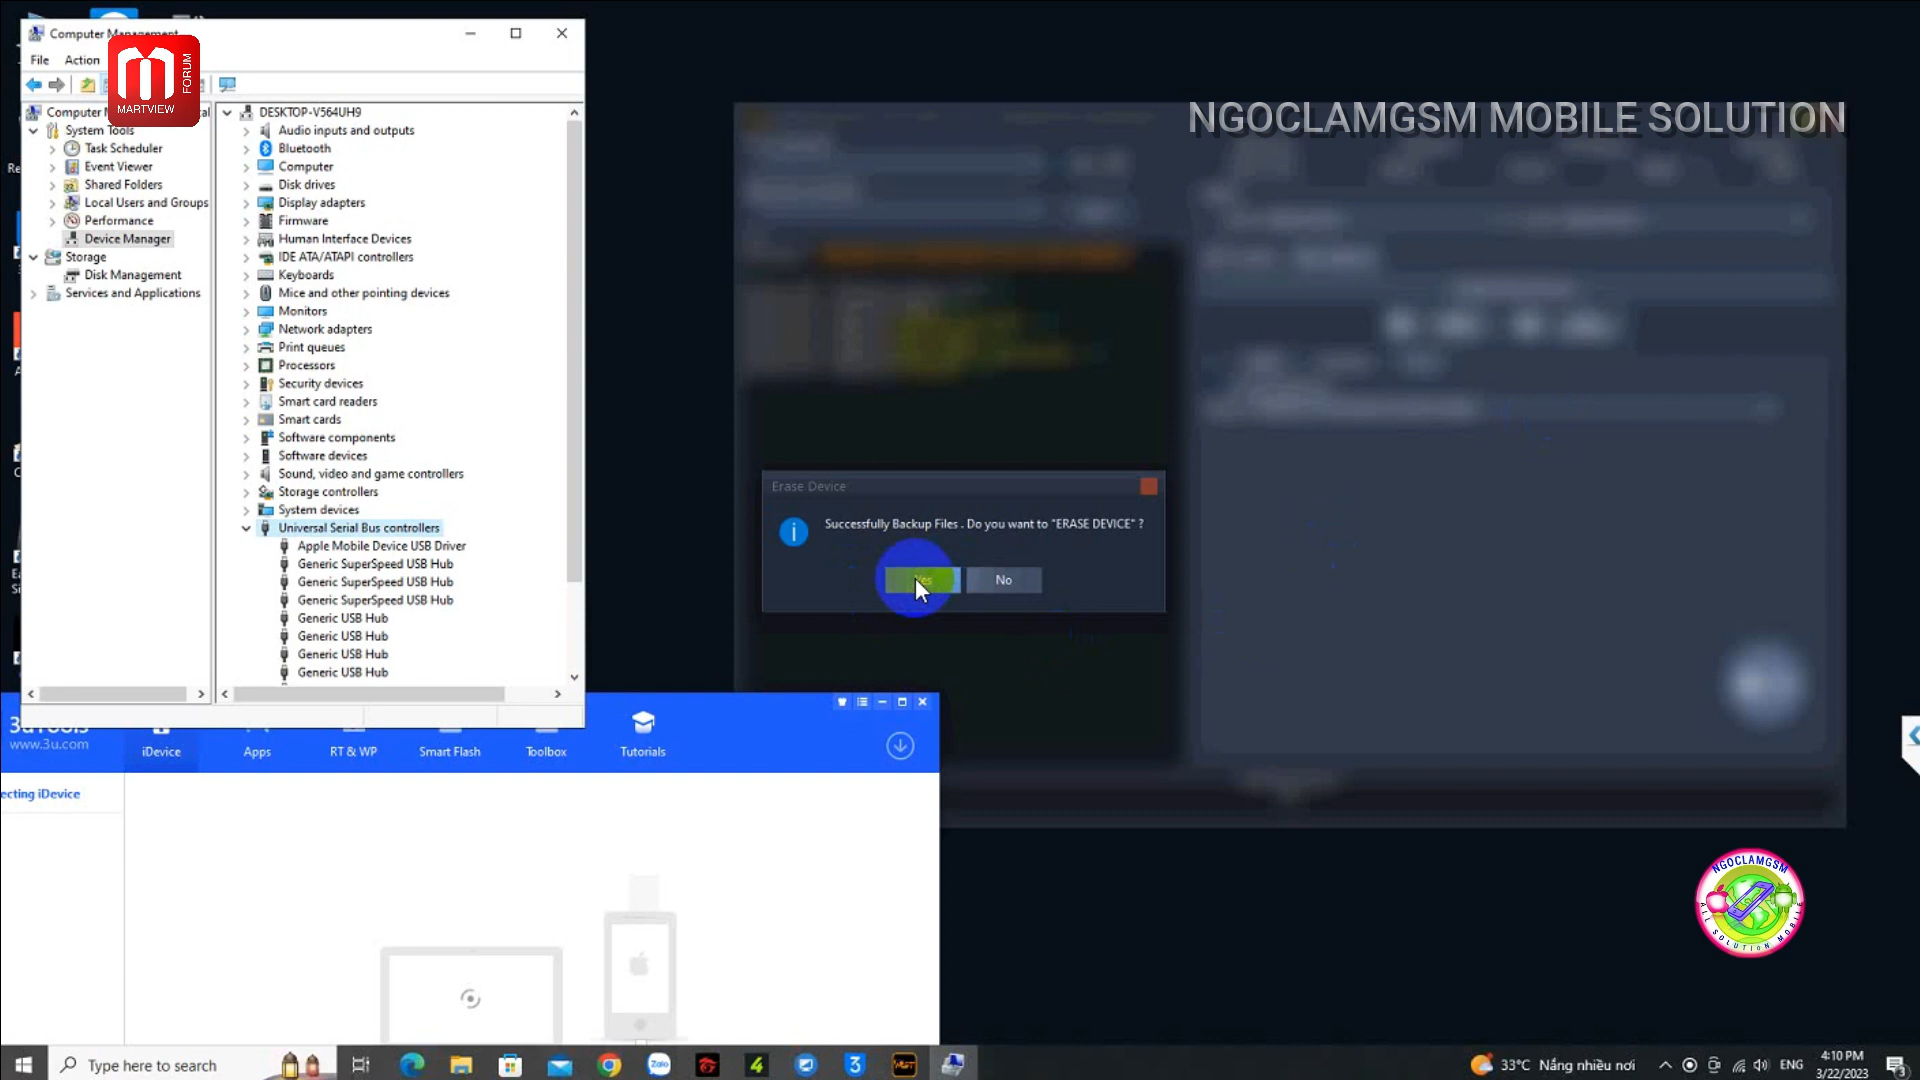 Computer Management
File Action
MARTVIEW
FORUM
System Tools
Task Scheduler
Event Viewer
Shared Folders
Local Users and Groups
Performance
Device Manager
Storage
Disk Management
Services and Applications
DESKTOP-V564UH9
Audio inputs and outputs
Bluetooth
Computer
Disk drives
Display adapters
Firmware
Human Interface Devices
IDE ATA/ATAPI controllers
Keyboards
Mice and other pointing devices
Monitors
Network adapters
Print queues
Processors
Security devices
Smart card readers
Smart cards
Software components
Software devices
Sound, video and game controllers
Storage controllers
System devices
Universal Serial Bus controllers
Apple Mobile Device USB Driver
Generic SuperSpeed USB Hub
Generic SuperSpeed USB Hub
Generic SuperSpeed USB Hub
Generic USB Hub
Generic USB Hub
Generic USB Hub
Generic USB Hub
NGOCLAMGSM MOBILE SOLUTION
Erase Device
Successfully Backup Files . Do you want to "ERASE DEVICE" ?
Yes
No
3uTools
www.3u.com
iDevice
Apps
RT & WP
Smart Flash
Toolbox
Tutorials
ecting iDevice
NGOCLAMGSM
ALL SOLUTION MOBILE
Type here to search
Zalo
33°C Nắng nhiều nơi
ENG
4:10 PM
3/22/2023
3